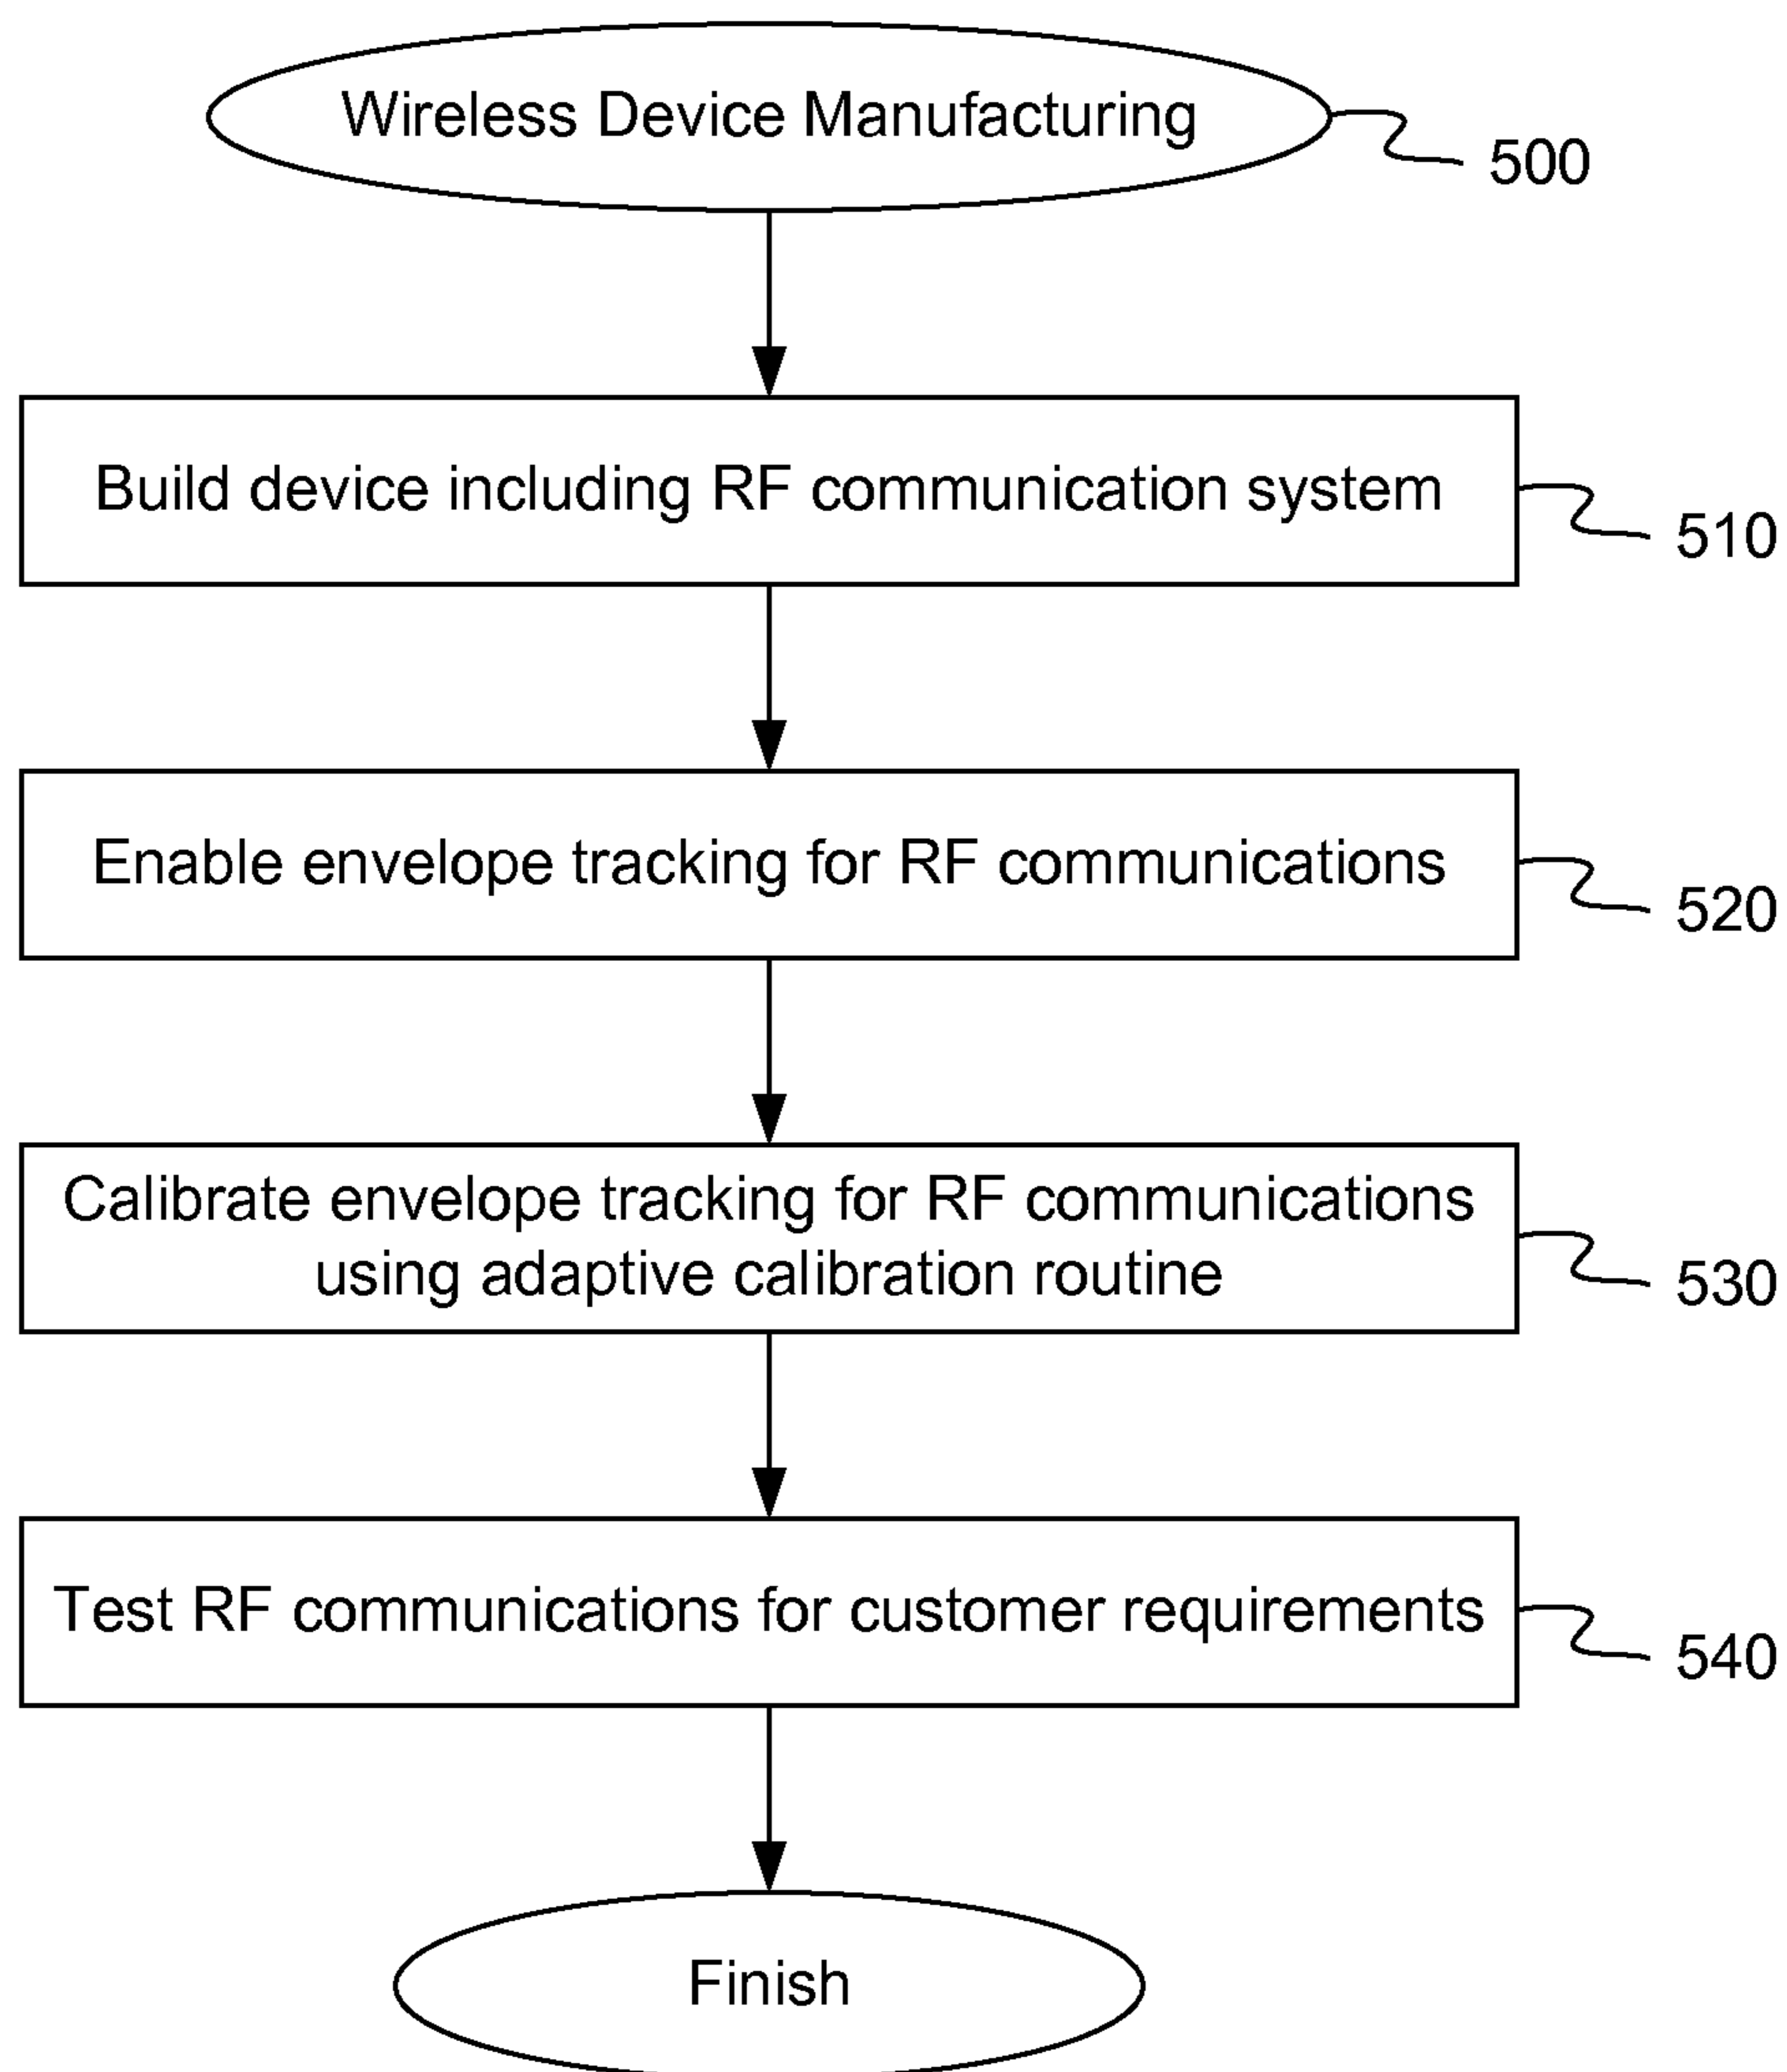 Wireless Device Manufacturing
500
Build device including RF communication system
510
Enable envelope tracking for RF communications
520
Calibrate envelope tracking for RF communications
using adaptive calibration routine
530
Test RF communications for customer requirements
540
Finish